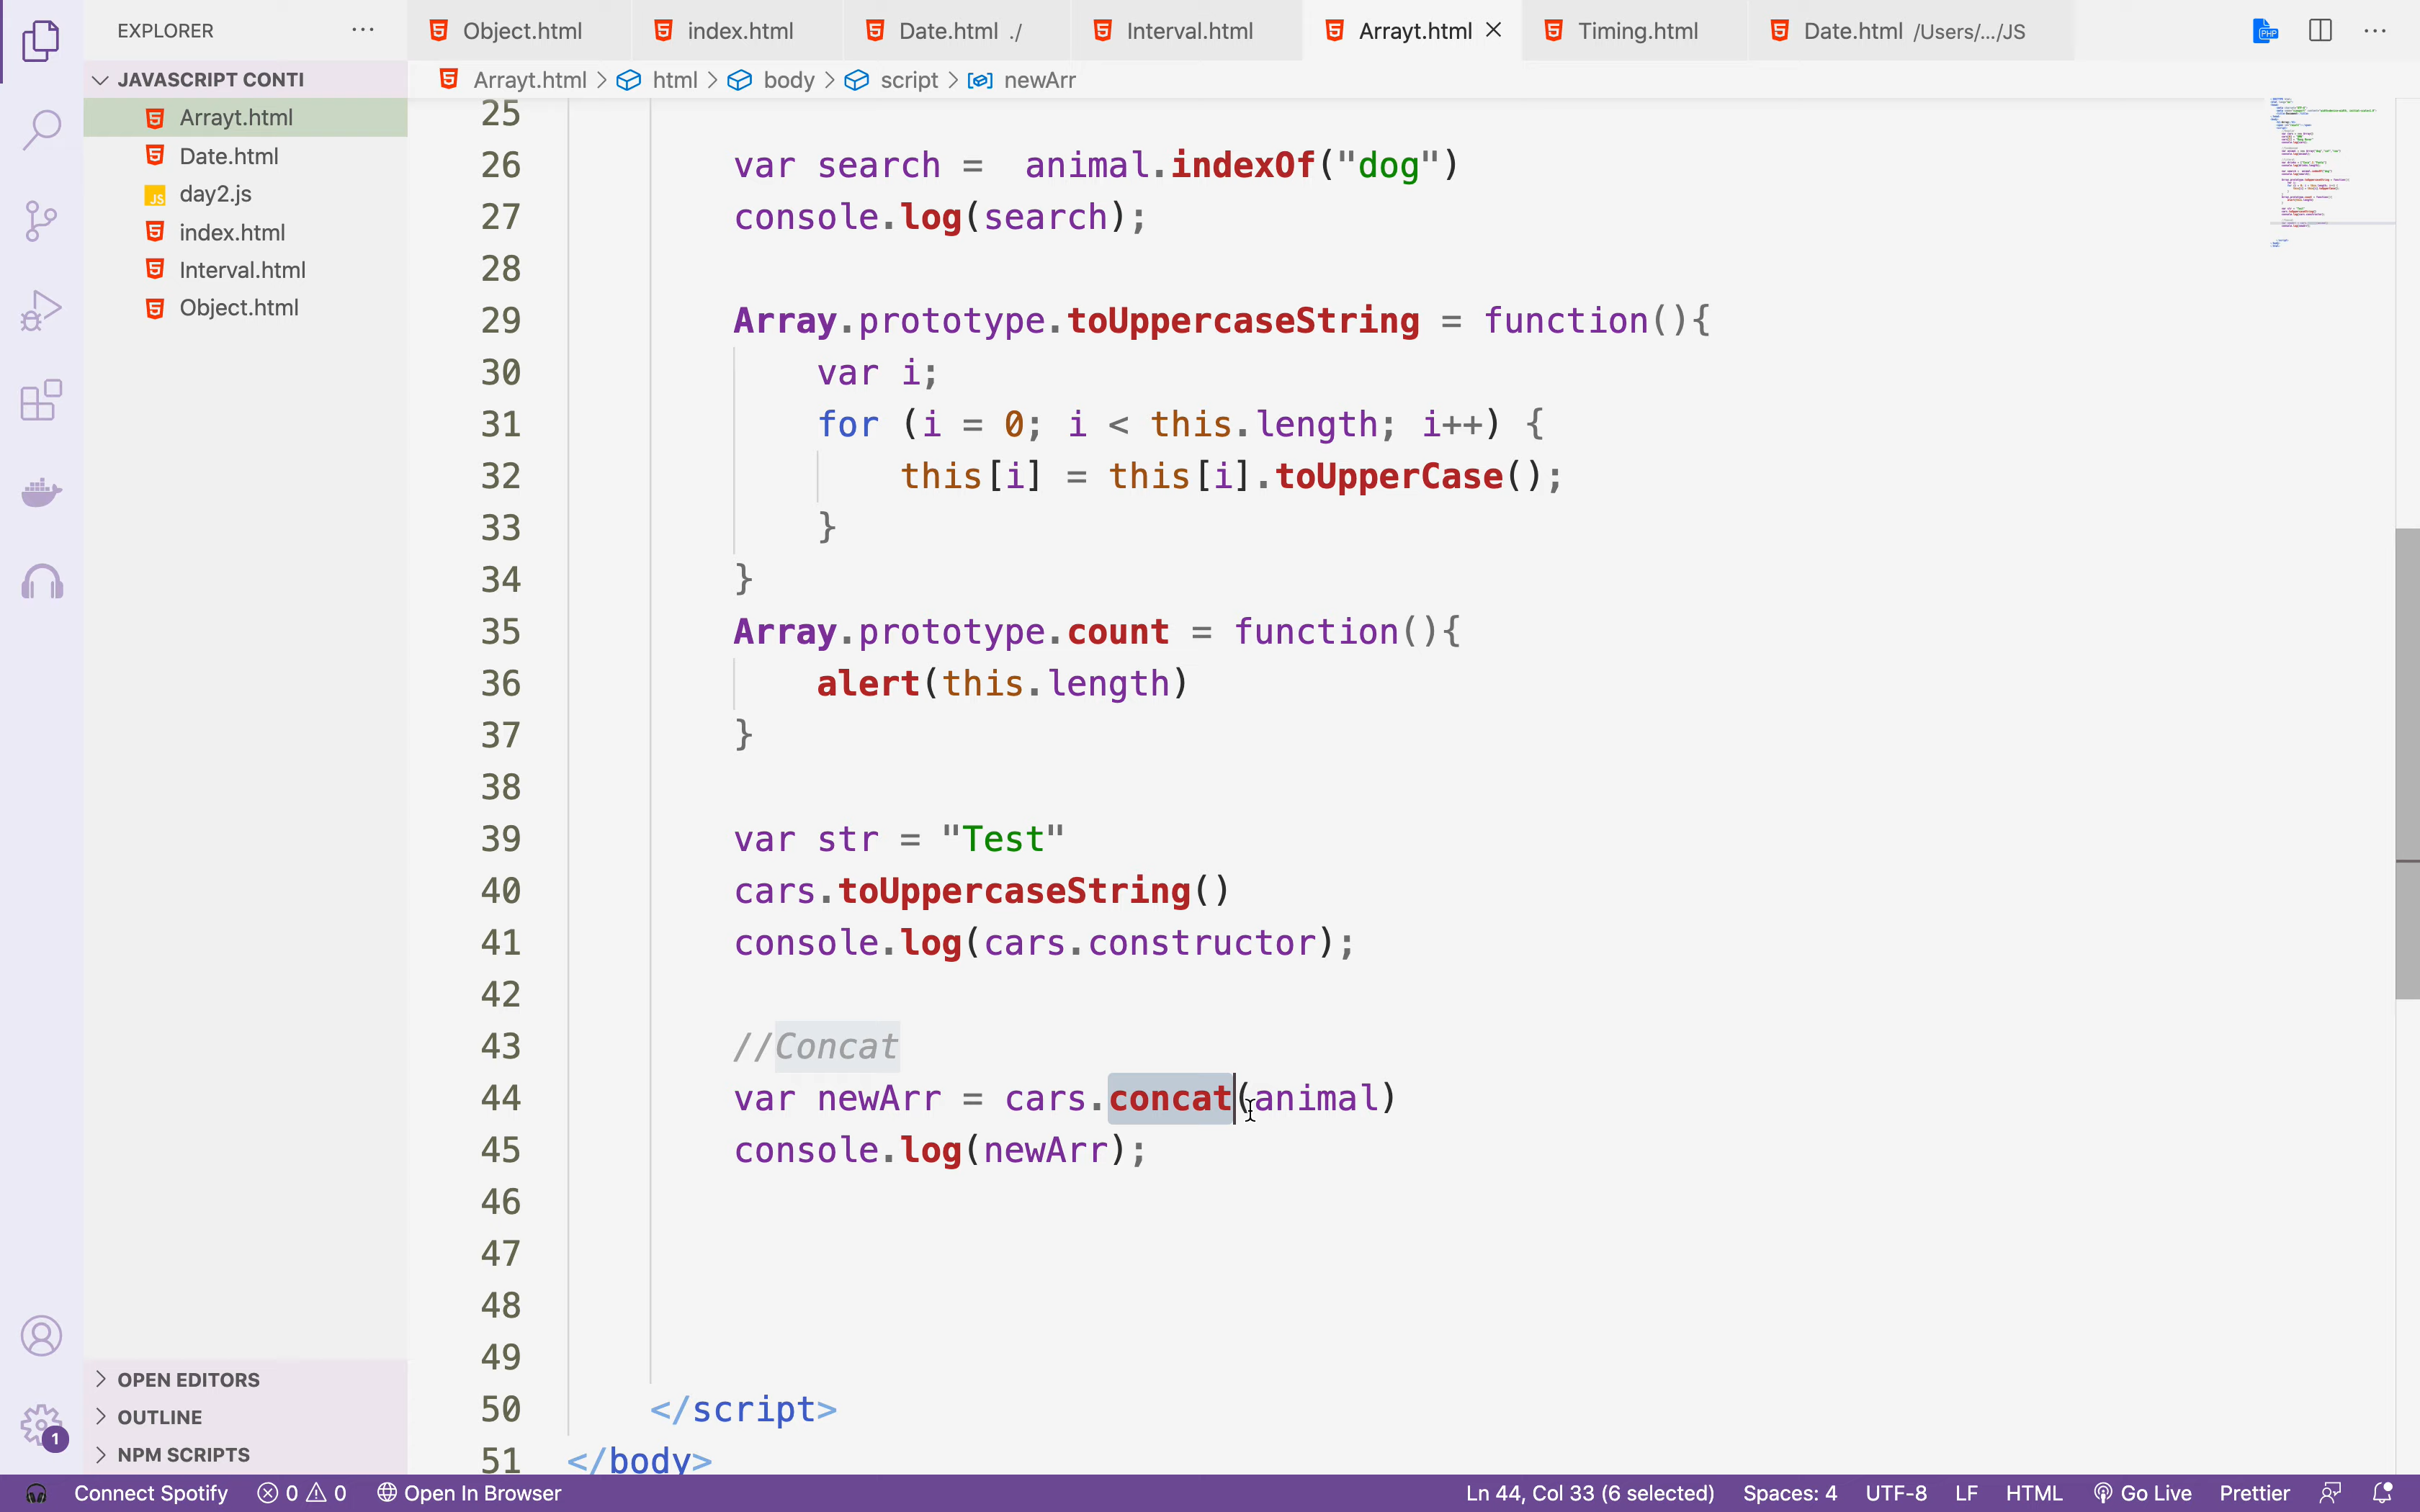 EXPLORER
Object.html
index.html
Date.html ./
Interval.html
Arrayt.html
Timing.html
Date.html /Users/.../JS
JAVASCRIPT CONTI
Arrayt.html
Date.html
day2.js
index.html
Interval.html
Object.html
Arrayt.html > html > body > script > newArr
25
26 var search =  animal.indexOf("dog")
27 console.log(search);
28
29 Array.prototype.toUppercaseString = function(){
30 var i;
31 for (i = 0; i < this.length; i++) {
32 this[i] = this[i].toUpperCase();
33 }
34 }
35 Array.prototype.count = function(){
36 alert(this.length)
37 }
38
39 var str = "Test"
40 cars.toUppercaseString()
41 console.log(cars.constructor);
42
43 //Concat
44 var newArr = cars.concat(animal)
45 console.log(newArr);
46
47
48
49
50 </script>
51 </body>
OPEN EDITORS
OUTLINE
NPM SCRIPTS
1
Connect Spotify
0
0
Open In Browser
Ln 44, Col 33 (6 selected)
Spaces: 4
UTF-8
LF
HTML
Go Live
Prettier